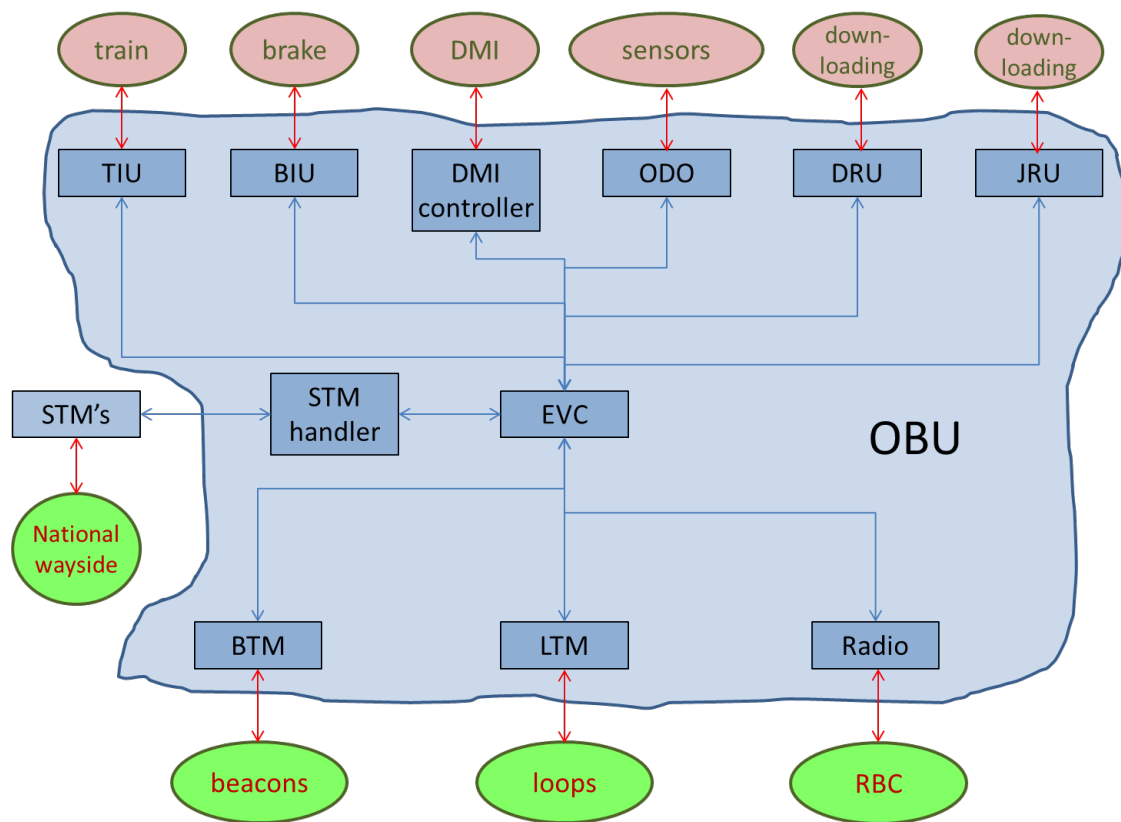 train
brake
DMI
sensors
down-
loading
down-
loading
TIU
BIU
DMI
controller
ODO
DRU
JRU
STM's
STM
handler
EVC
OBU
National
wayside
BTM
LTM
Radio
beacons
loops
RBC